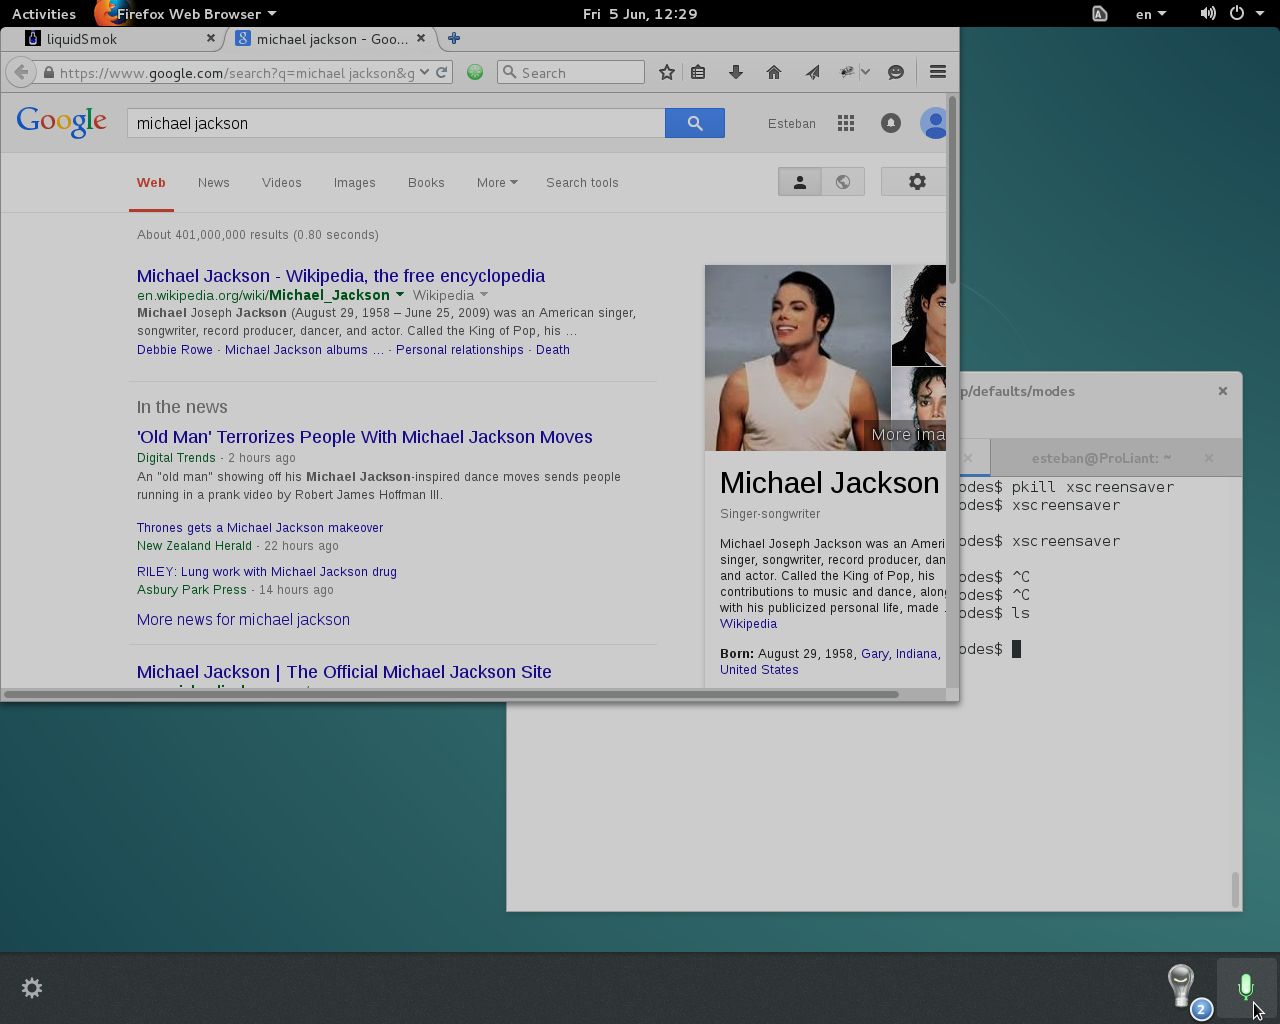 Activities
Firefox Web Browser
Fri 5 Jun, 12:29
A
en
liquidSmok
michael jackson - Goo...
https://www.google.com/search?q=michael jackson&g
Search
Google
michael jackson
Esteban
Web
News
Videos
Images
Books
More
Search tools
About 401,000,000 results (0.80 seconds)
Michael Jackson - Wikipedia, the free encyclopedia
en.wikipedia.org/wiki/Michael_Jackson
Wikipedia
Michael Joseph Jackson (August 29, 1958 – June 25, 2009) was an American singer,
songwriter, record producer, dancer, and actor. Called the King of Pop, his ...
Debbie Rowe · Michael Jackson albums ... · Personal relationships · Death
In the news
'Old Man' Terrorizes People With Michael Jackson Moves
Digital Trends - 2 hours ago
An "old man" showing off his Michael Jackson-inspired dance moves sends people
running in a prank video by Robert James Hoffman III.
Thrones gets a Michael Jackson makeover
New Zealand Herald - 22 hours ago
RILEY: Lung work with Michael Jackson drug
Asbury Park Press - 14 hours ago
More news for michael jackson
Michael Jackson | The Official Michael Jackson Site
More ima
Michael Jackson
Singer-songwriter
Michael Joseph Jackson was an Ameri
singer, songwriter, record producer, dan
and actor. Called the King of Pop, his
contributions to music and dance, along
with his publicized personal life, made ..
Wikipedia
Born: August 29, 1958, Gary, Indiana,
United States
p/defaults/modes
esteban@ProLiant: ~
odes$ pkill xscreensaver
odes$ xscreensaver
odes$ xscreensaver
odes$ ^C
odes$ ^C
odes$ ls
odes$
2